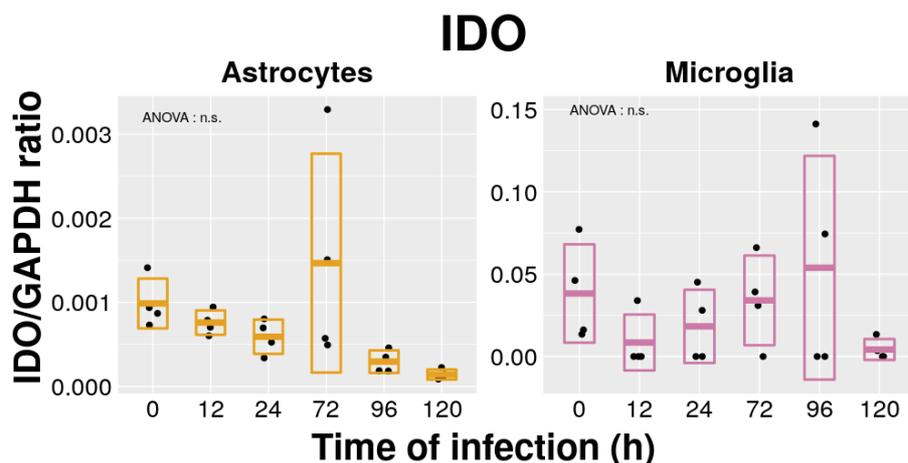 IDO
Astrocytes
Microglia
IDO/GAPDH ratio
ANOVA : n.s.
0.003
0.002
0.001
0.000
0 12 24 72 96 120
ANOVA : n.s.
0.15
0.10
0.05
0.00
0 12 24 72 96 120
Time of infection (h)